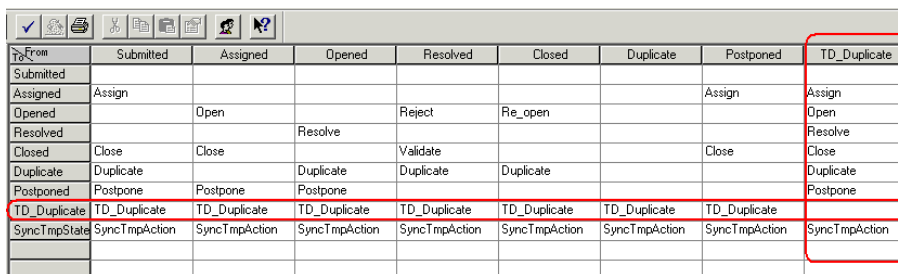 From
To
Submitted Assigned Opened Resolved Closed Duplicate Postponed TD_Duplicate
Submitted
Assigned Assign Assign Assign
Opened Open Reject Re_open Open
Resolved Resolve Resolve
Closed Close Close Validate Close Close
Duplicate Duplicate Duplicate Duplicate Duplicate Duplicate
Postponed Postpone Postpone Postpone Postpone
TD_Duplicate TD_Duplicate TD_Duplicate TD_Duplicate TD_Duplicate TD_Duplicate TD_Duplicate TD_Duplicate
SyncTmpState SyncTmpAction SyncTmpAction SyncTmpAction SyncTmpAction SyncTmpAction SyncTmpAction SyncTmpAction SyncTmpAction